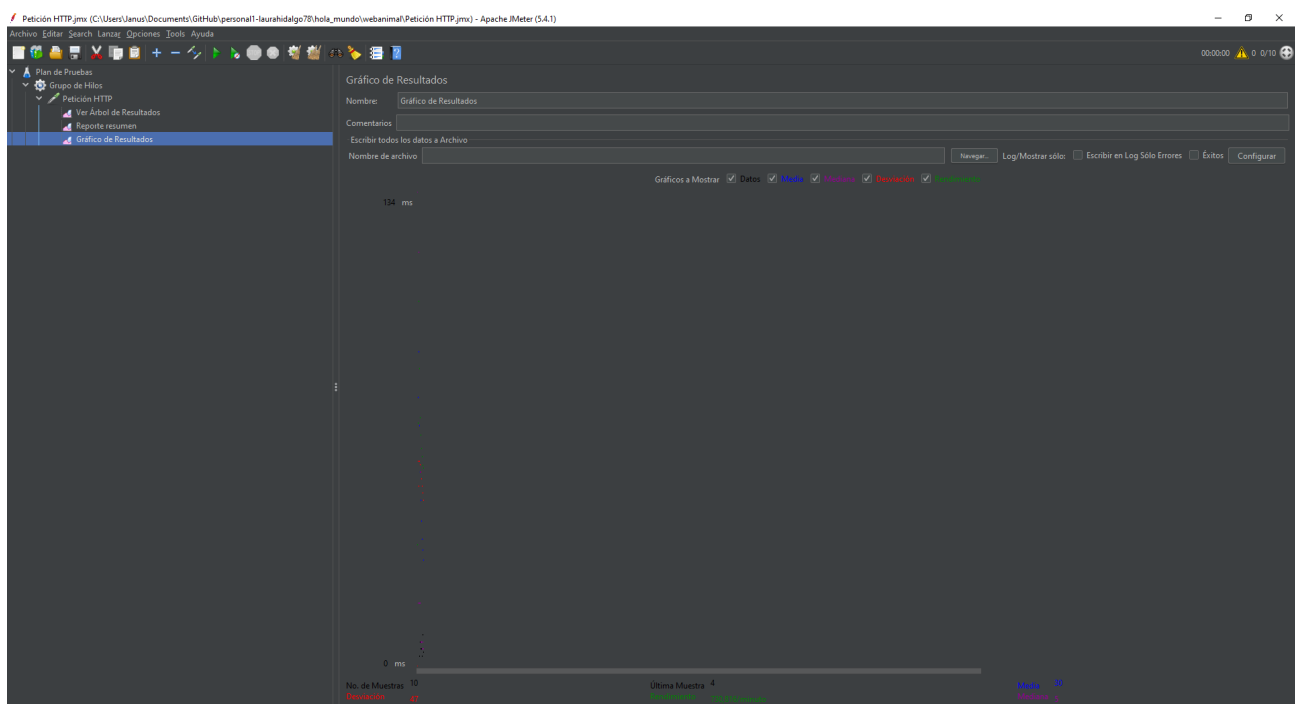 Petición HTTP.jmx (C:\Users\Janus\Documents\GitHub\personal1-laurahidalgo78\hola_mundo\webanimal\Petición HTTP.jmx) - Apache JMeter (5.4.1)
Archivo Editar Search Lanzar Opciones Tools Ayuda
00:00:00 0 0/10
Plan de Pruebas
Grupo de Hilos
Petición HTTP
Ver Árbol de Resultados
Reporte resumen
Gráfico de Resultados
Gráfico de Resultados
Nombre: Gráfico de Resultados
Comentarios
Escribir todos los datos a Archivo
Nombre de archivo Navegar... Log/Mostrar sólo: Escribir en Log Sólo Errores Éxitos Configurar
Gráficos a Mostrar Datos Media Desviación Rendimiento
134 ms
0 ms
No. de Muestras 10 Última Muestra 4 Media
Desviación Rendimiento